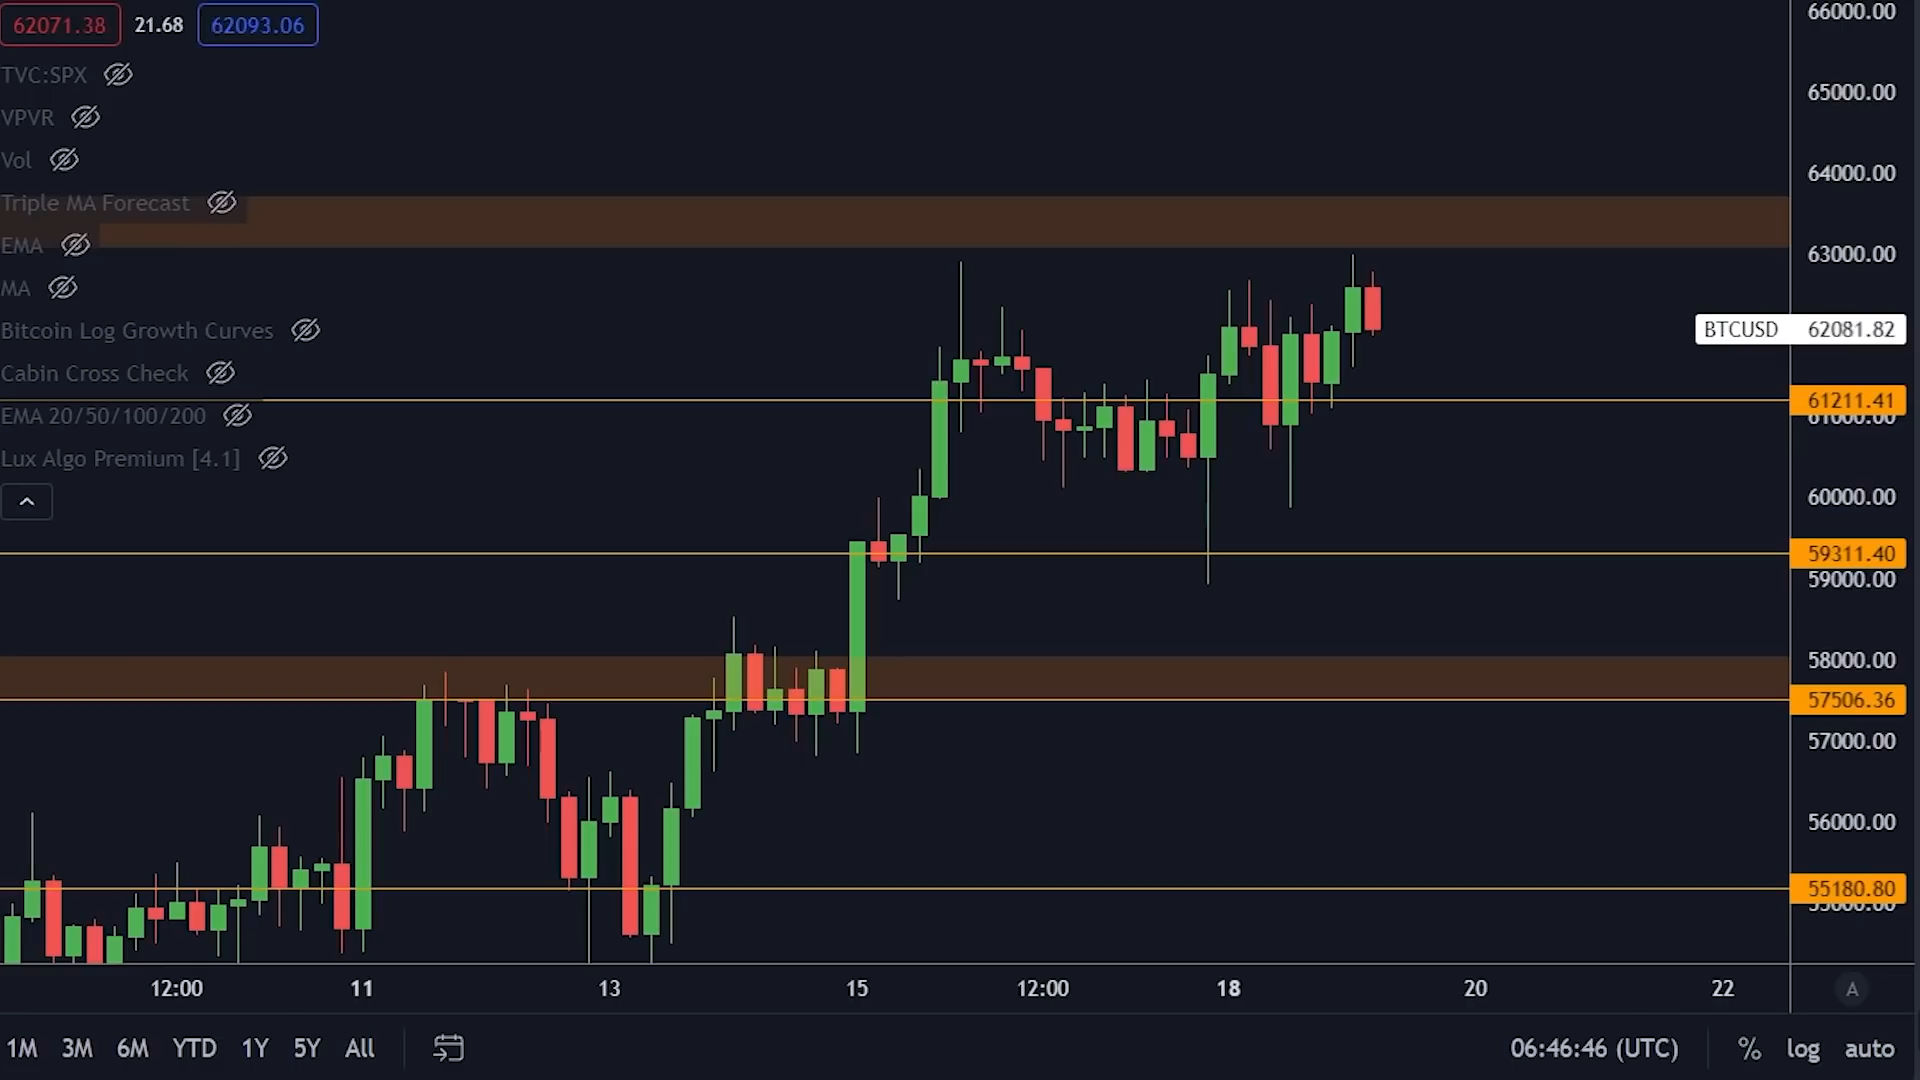 62071.38 21.68 62093.06
TVC:SPX
VPVR
Vol
Triple MA Forecast
EMA
MA
Bitcoin Log Growth Curves
Cabin Cross Check
EMA 20/50/100/200
Lux Algo Premium [4.1]
66000.00
65000.00
64000.00
63000.00
BTCUSD 62081.82
61211.41
61000.00
60000.00
59311.40
59000.00
58000.00
57506.36
57000.00
56000.00
55180.80
55000.00
12:00 11 13 15 12:00 18 20 22 A
1M 3M 6M YTD 1Y 5Y All 06:46:46 (UTC) % log auto